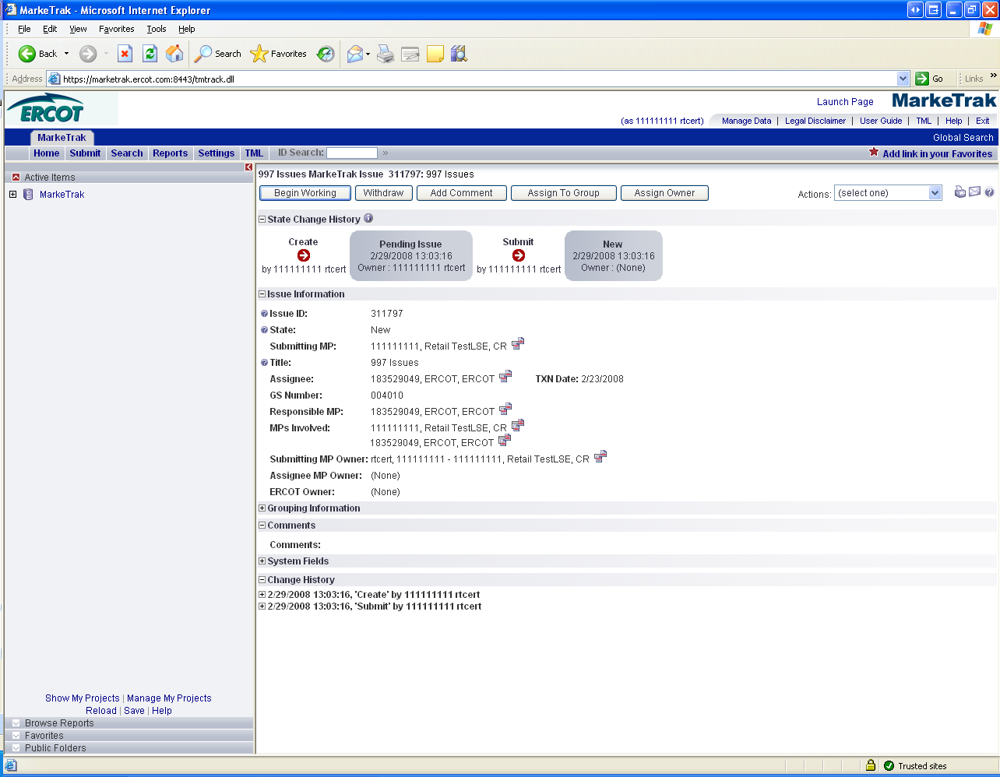 MarkeTrak - Microsoft Internet Explorer
File Edit View Favorites Tools Help
Back Search Favorites
Address https://marketrak.ercot.com:8443/tmtrack.dll Go Links »
ERCOT
Launch Page MarkeTrak
(as 111111111 rtcert) Manage Data | Legal Disclaimer | User Guide | TML | Help | Exit
MarkeTrak Global Search
Home Submit Search Reports Settings TML ID Search: » Add link in your Favorites
Active Items
MarkeTrak
997 Issues MarkeTrak Issue 311797: 997 Issues
Begin Working Withdraw Add Comment Assign To Group Assign Owner Actions: (select one)
State Change History
Create Pending Issue Submit New
2/29/2008 13:03:16 2/29/2008 13:03:16
by 111111111 rtcert Owner : 111111111 rtcert by 111111111 rtcert Owner : (None)
Issue Information
Issue ID: 311797
State: New
Submitting MP: 111111111, Retail TestLSE, CR
Title: 997 Issues
Assignee: 183529049, ERCOT, ERCOT TXN Date: 2/23/2008
GS Number: 004010
Responsible MP: 183529049, ERCOT, ERCOT
MPs Involved: 111111111, Retail TestLSE, CR
183529049, ERCOT, ERCOT
Submitting MP Owner: rtcert, 111111111 - 111111111, Retail TestLSE, CR
Assignee MP Owner: (None)
ERCOT Owner: (None)
Grouping Information
Comments
Comments:
System Fields
Change History
2/29/2008 13:03:16, 'Create' by 111111111 rtcert
2/29/2008 13:03:16, 'Submit' by 111111111 rtcert
Show My Projects | Manage My Projects
Reload | Save | Help
Browse Reports
Favorites
Public Folders
Trusted sites